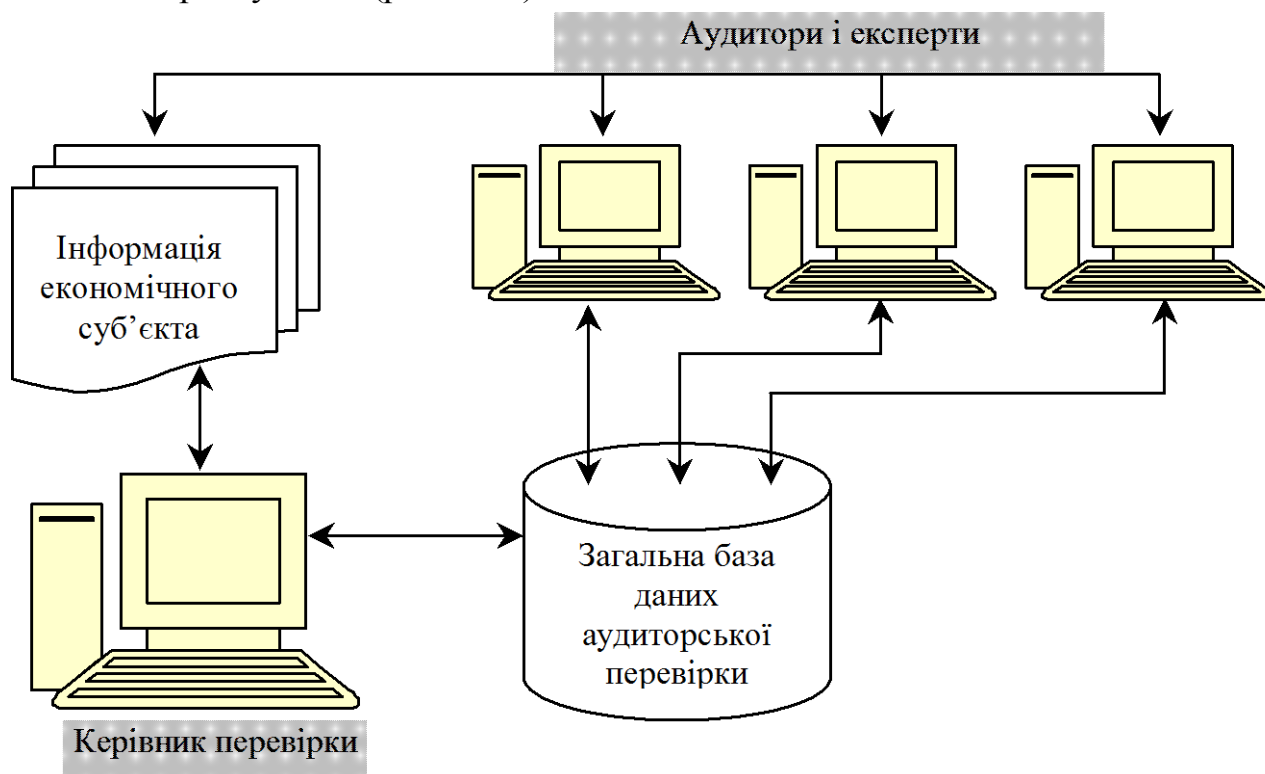 Аудитори і експерти
Інформація
економічного
суб’єкта
Загальна база
даних
аудиторської
перевірки
Керівник перевірки